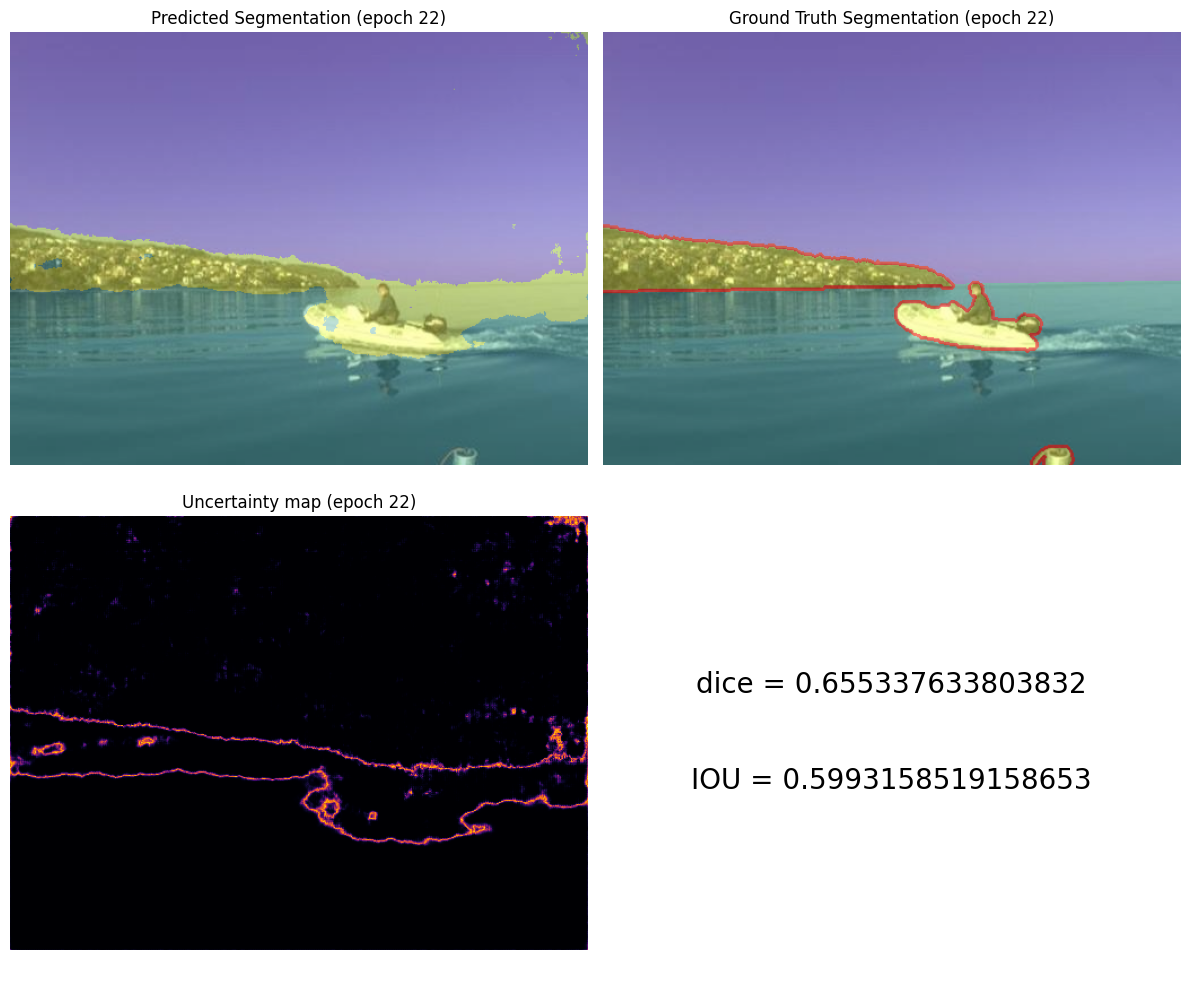 Predicted Segmentation (epoch 22)
Ground Truth Segmentation (epoch 22)
Uncertainty map (epoch 22)
dice = 0.655337633803832
IOU = 0.5993158519158653